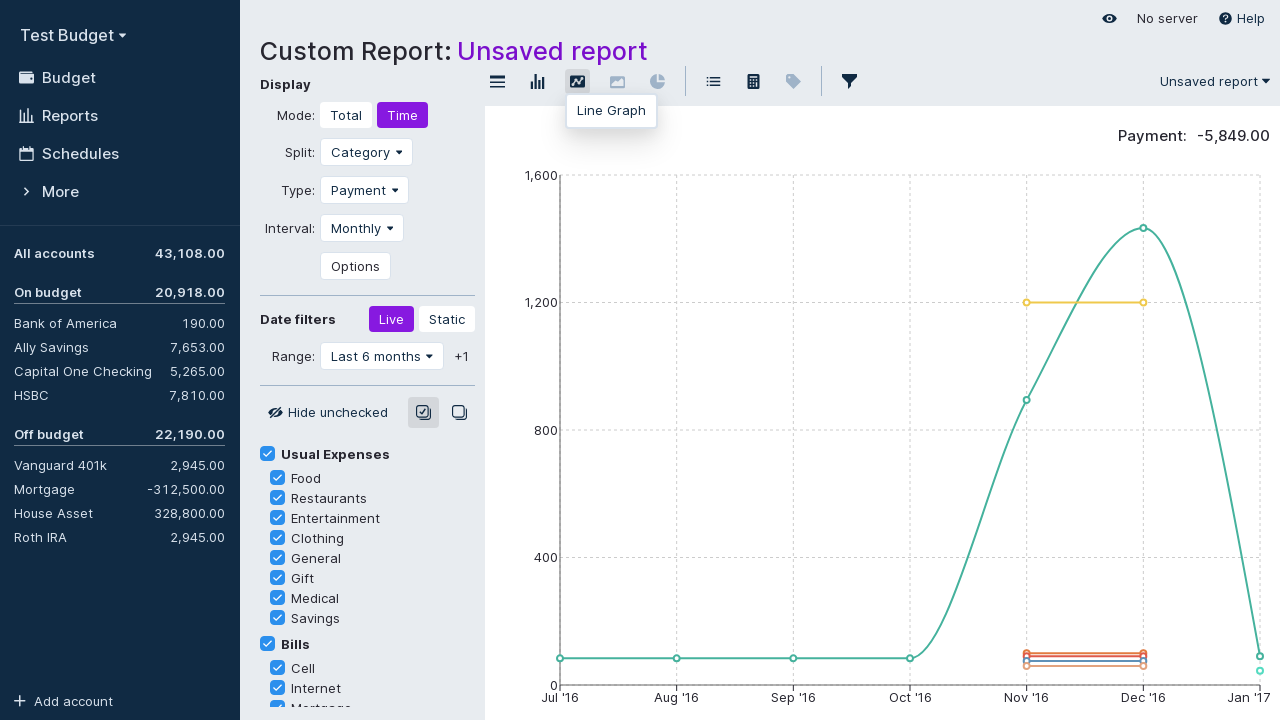 Test Budget
Budget
Reports
Schedules
More
All accounts 43,108.00
On budget 20,918.00
Bank of America 190.00
Ally Savings 7,653.00
Capital One Checking 5,265.00
HSBC 7,810.00
Off budget 22,190.00
Vanguard 401k 2,945.00
Mortgage -312,500.00
House Asset 328,800.00
Roth IRA 2,945.00
Add account
No server
Help
Custom Report: Unsaved report
Display
Mode: Total Time
Split: Category
Type: Payment
Interval: Monthly
Options
Date filters Live Static
Range: Last 6 months +1
Hide unchecked
Usual Expenses
Food
Restaurants
Entertainment
Clothing
General
Gift
Medical
Savings
Bills
Cell
Internet
Mortgage
Unsaved report
Line Graph
Payment: -5,849.00
1,600
1,200
800
400
0
Jul '16 Aug '16 Sep '16 Oct '16 Nov '16 Dec '16 Jan '17